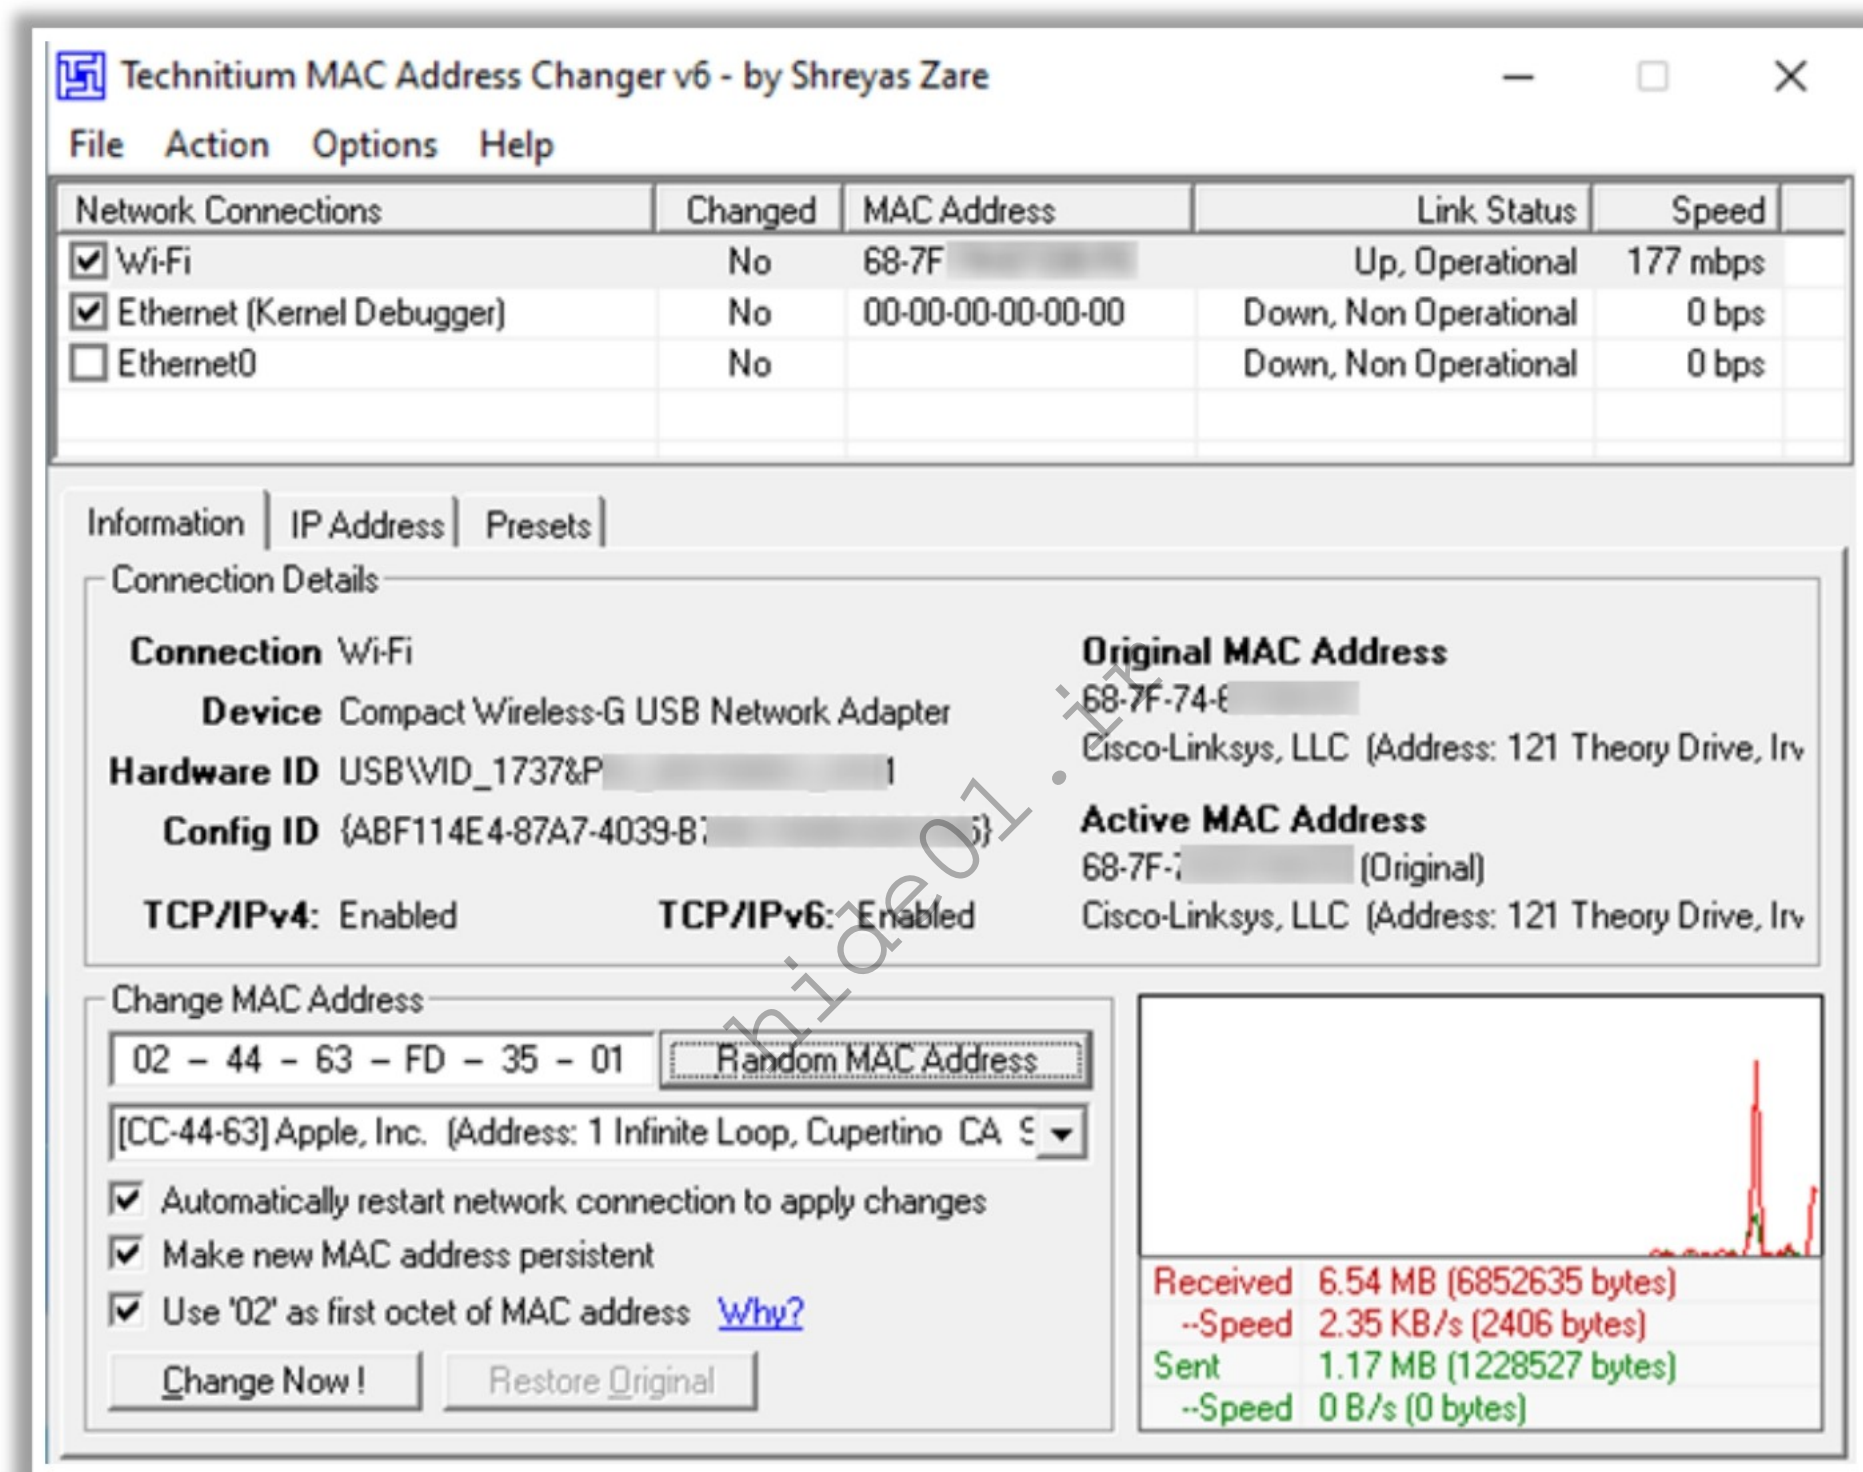 Technitium MAC Address Changer v6 - by Shreyas Zare
File Action Options Help
Network Connections Changed MAC Address Link Status Speed
Wi-Fi No 68-7F Up, Operational 177 mbps
Ethernet (Kernel Debugger) No 00-00-00-00-00-00 Down, Non Operational 0 bps
Ethernet0 No Down, Non Operational 0 bps
Information IP Address Presets
Connection Details
Connection Wi-Fi
Device Compact Wireless-G USB Network Adapter
Hardware ID USB\VID_1737&P 1
Config ID {ABF114E4-87A7-4039-B7 }
TCP/IPv4: Enabled TCP/IPv6: Enabled
Original MAC Address
68-7F-74-6
Cisco-Linksys, LLC (Address: 121 Theory Drive, Irv
Active MAC Address
68-7F-7 (Original)
Cisco-Linksys, LLC (Address: 121 Theory Drive, Irv
Change MAC Address
02 - 44 - 63 - FD - 35 - 01 Random MAC Address
[CC-44-63] Apple, Inc. (Address: 1 Infinite Loop, Cupertino CA S
Automatically restart network connection to apply changes
Make new MAC address persistent
Use '02' as first octet of MAC address Why?
Change Now ! Restore Original
Received 6.54 MB (6852635 bytes)
--Speed 2.35 KB/s (2406 bytes)
Sent 1.17 MB (1228527 bytes)
--Speed 0 B/s (0 bytes)
hide01.ir